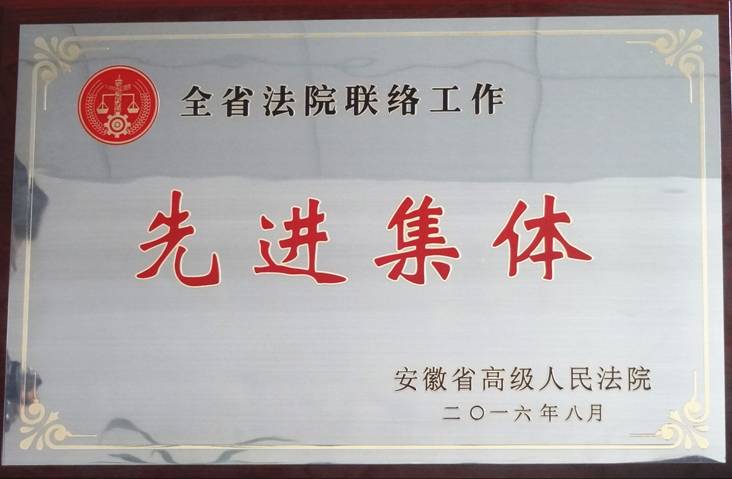 全省法院联络工作
先进集体
安徽省高级人民法院
二〇一六年八月